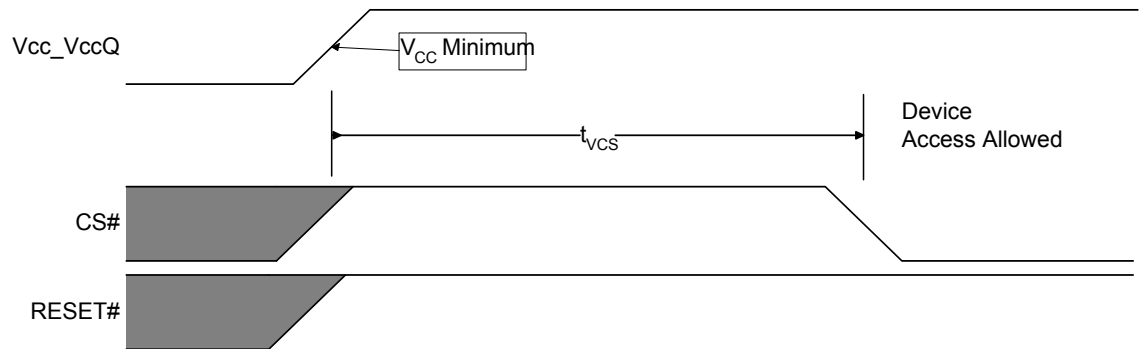 Vcc_VccQ
VCC Minimum
Device
Access Allowed
tVCS
CS#
RESET#